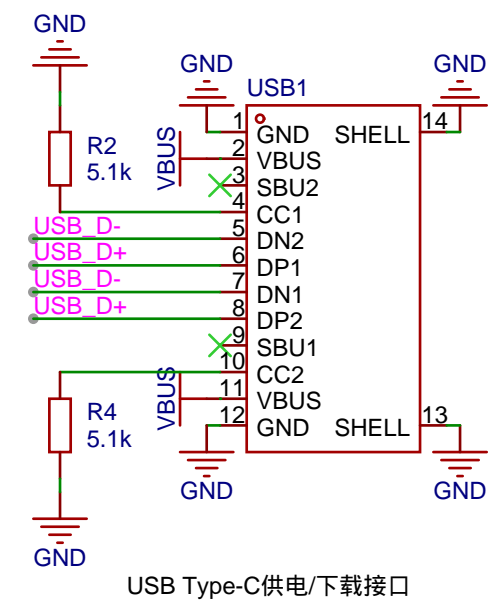 GND
GND
GND
USB1
R2
5.1k
VBUS
1
GND
SHELL
14
2
VBUS
3
SBU2
4
CC1
USB_D-
5
DN2
USB_D+
6
DP1
USB_D-
7
DN1
USB_D+
8
DP2
9
SBU1
10
CC2
VBUS
11
VBUS
R4
5.1k
12
GND
SHELL
13
GND
GND
GND
USB Type-C供电/下载接口